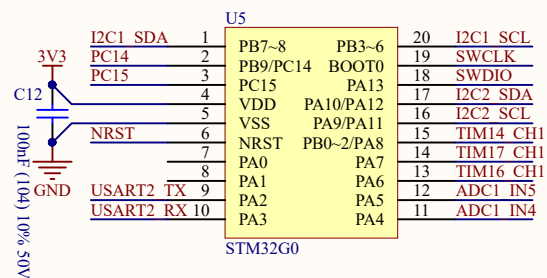 U5
I2C1_SDA 1 PB7~8 PB3~6 20 I2C1_SCL
3V3 PC14 2 PB9/PC14 BOOT0 19 SWCLK
PC15 3 PC15 PA13 18 SWDIO
C12 4 VDD PA10/PA12 17 I2C2_SDA
5 VSS PA9/PA11 16 I2C2_SCL
NRST 6 NRST PB0~2/PA8 15 TIM14_CH1
7 PA0 PA7 14 TIM17_CH1
GND 8 PA1 PA6 13 TIM16_CH1
USART2_TX 9 PA2 PA5 12 ADC1_IN5
USART2_RX 10 PA3 PA4 11 ADC1_IN4
STM32G0
100nF (104) 10% 50V